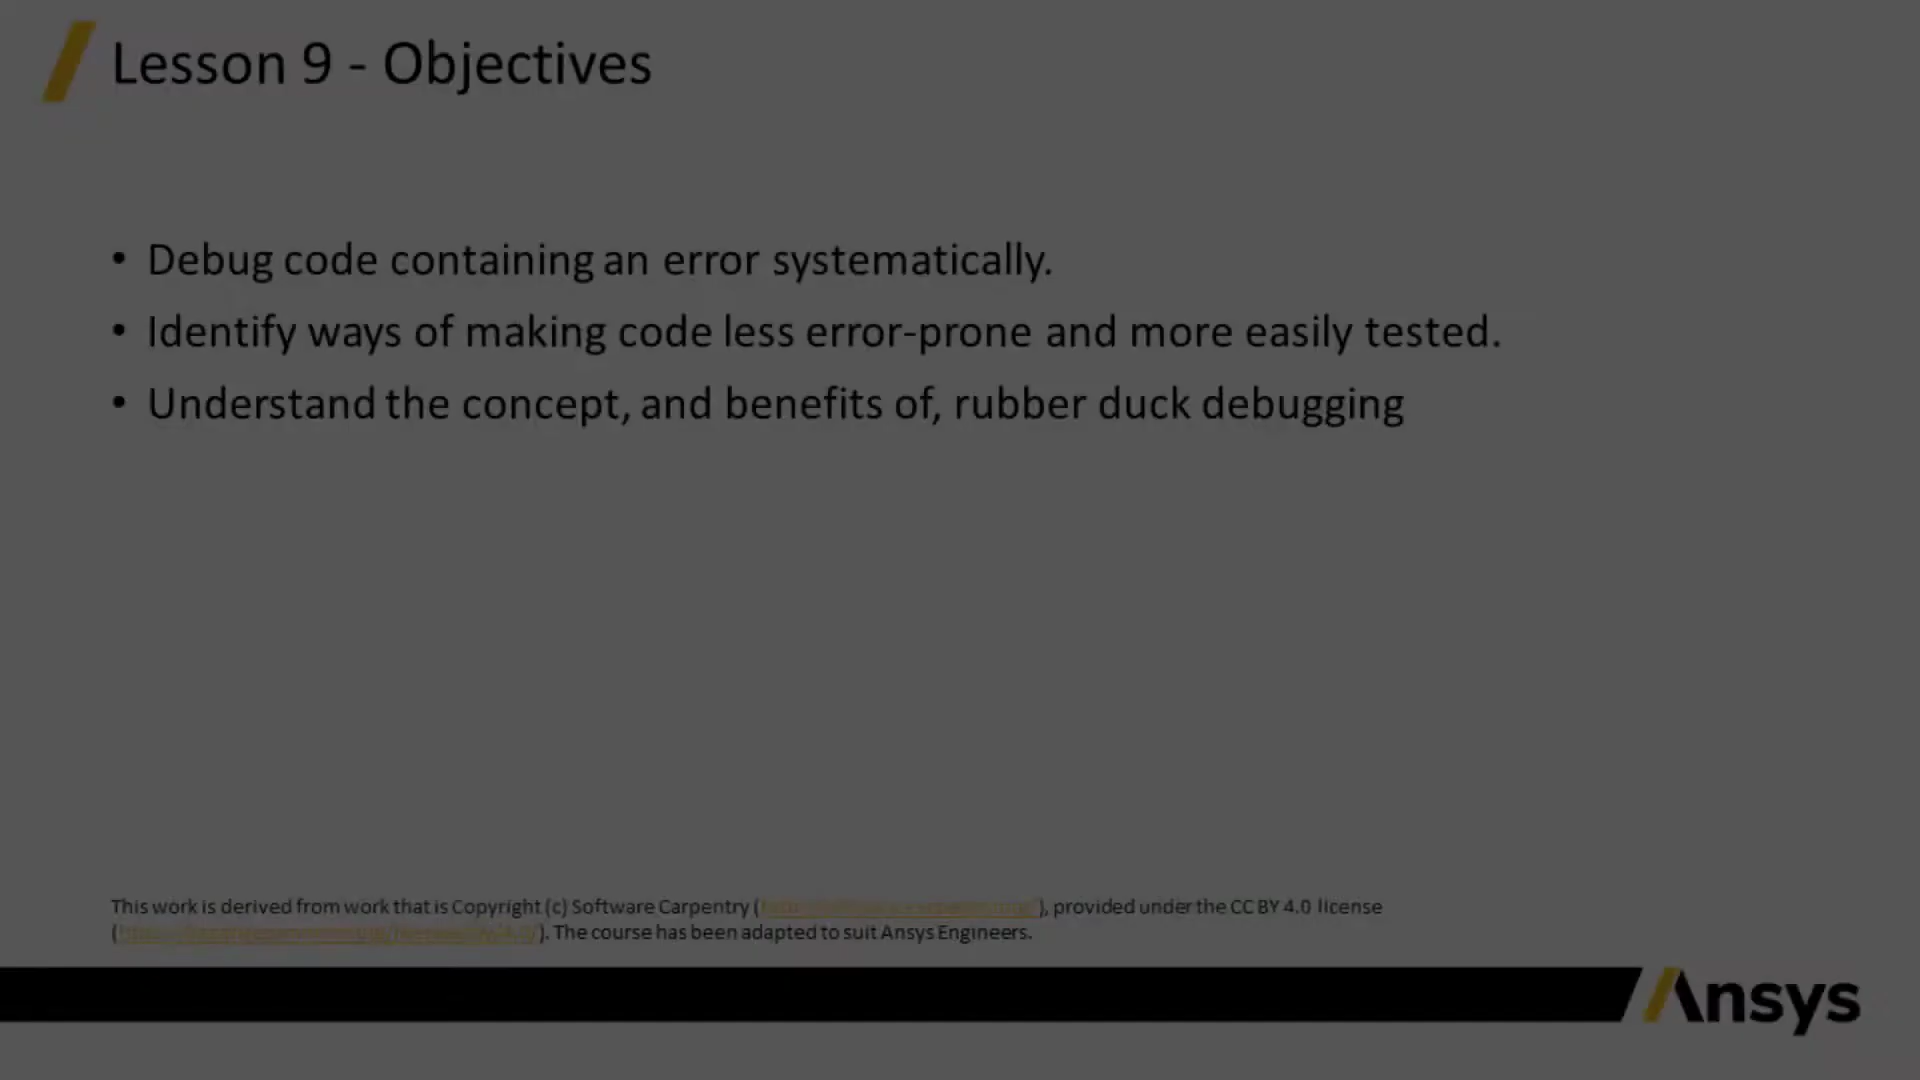 Lesson 9 - Objectives
• Debug code containing an error systematically.
• Identify ways of making code less error-prone and more easily tested.
• Understand the concept, and benefits of, rubber duck debugging
This work is derived from work that is Copyright (c) Software Carpentry ( ), provided under the CC BY 4.0 license
( ). The course has been adapted to suit Ansys Engineers.
Ansys